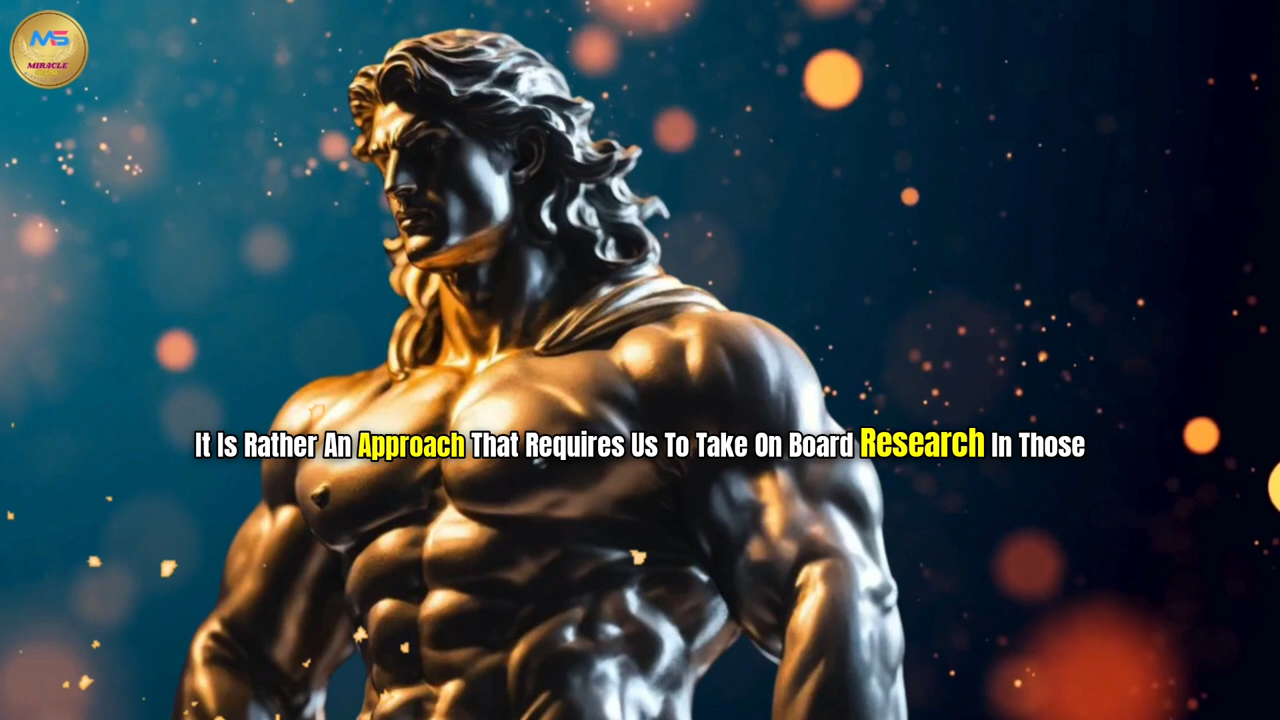 MS
MIRACLE
It Is Rather An Approach That Requires Us To Take On Board Research In Those